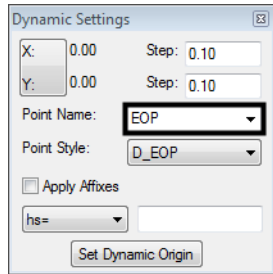 Dynamic Settings
X: 0.00 Step: 0.10
Y: 0.00 Step: 0.10
Point Name: EOP
Point Style: D_EOP
Apply Affixes
hs=
Set Dynamic Origin